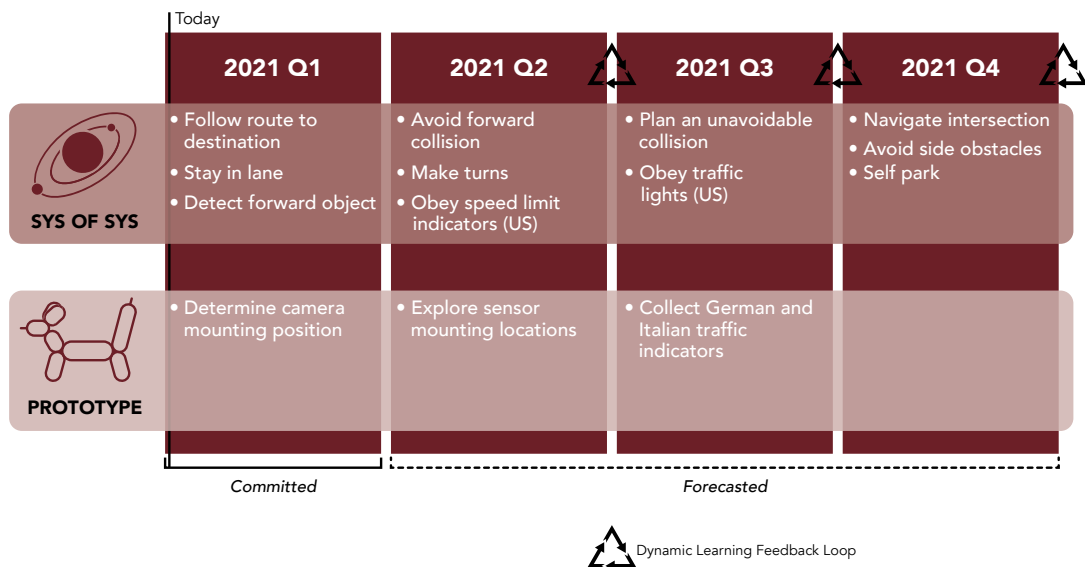 Today
2021 Q1
2021 Q2
2021 Q3
2021 Q4
SYS OF SYS
• Follow route to
destination
• Stay in lane
• Detect forward object
• Avoid forward
collision
• Make turns
• Obey speed limit
indicators (US)
• Plan an unavoidable
collision
• Obey traffic
lights (US)
• Navigate intersection
• Avoid side obstacles
• Self park
PROTOTYPE
• Determine camera
mounting position
• Explore sensor
mounting locations
• Collect German and
Italian traffic
indicators
Committed
Forecasted
Dynamic Learning Feedback Loop